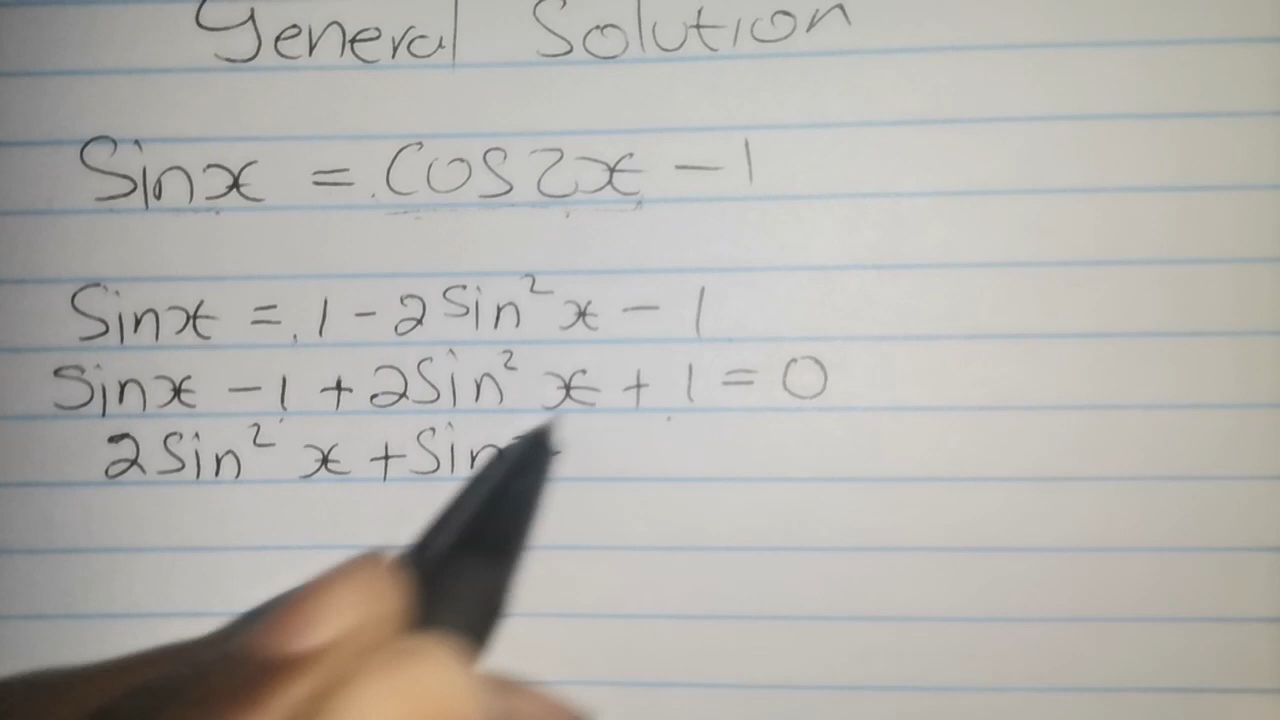 General Solution
Sinx = Cos2x - 1
Sinx = 1 - 2Sin²x - 1
Sinx - 1 + 2Sin²x + 1 = 0
2Sin²x + Sin